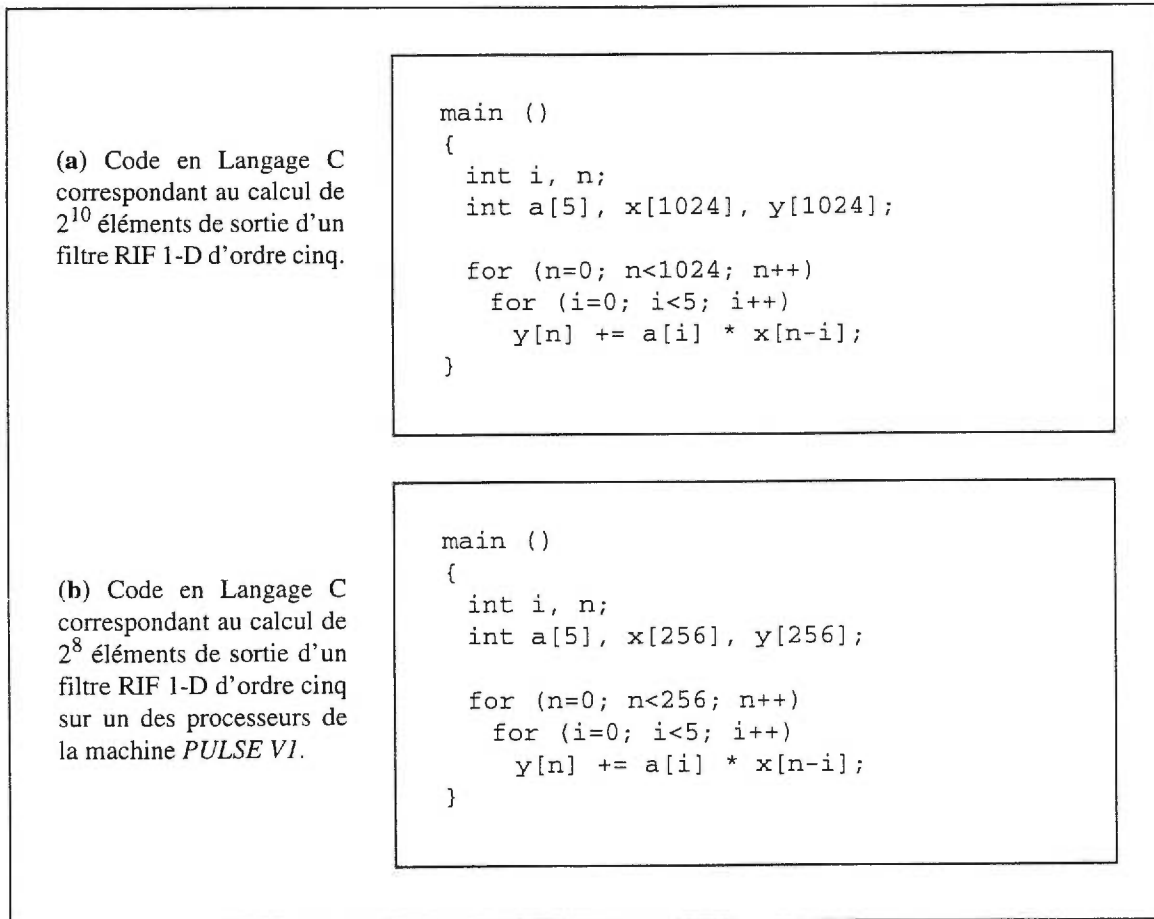 (a) Code en Langage C
correspondant au calcul de
2^10 éléments de sortie d'un
filtre RIF 1-D d'ordre cinq.
main ()
{
int i, n;
int a[5], x[1024], y[1024];
for (n=0; n<1024; n++)
for (i=0; i<5; i++)
y[n] += a[i] * x[n-i];
}
(b) Code en Langage C
correspondant au calcul de
2^8 éléments de sortie d'un
filtre RIF 1-D d'ordre cinq
sur un des processeurs de
la machine PULSE V1.
main ()
{
int i, n;
int a[5], x[256], y[256];
for (n=0; n<256; n++)
for (i=0; i<5; i++)
y[n] += a[i] * x[n-i];
}